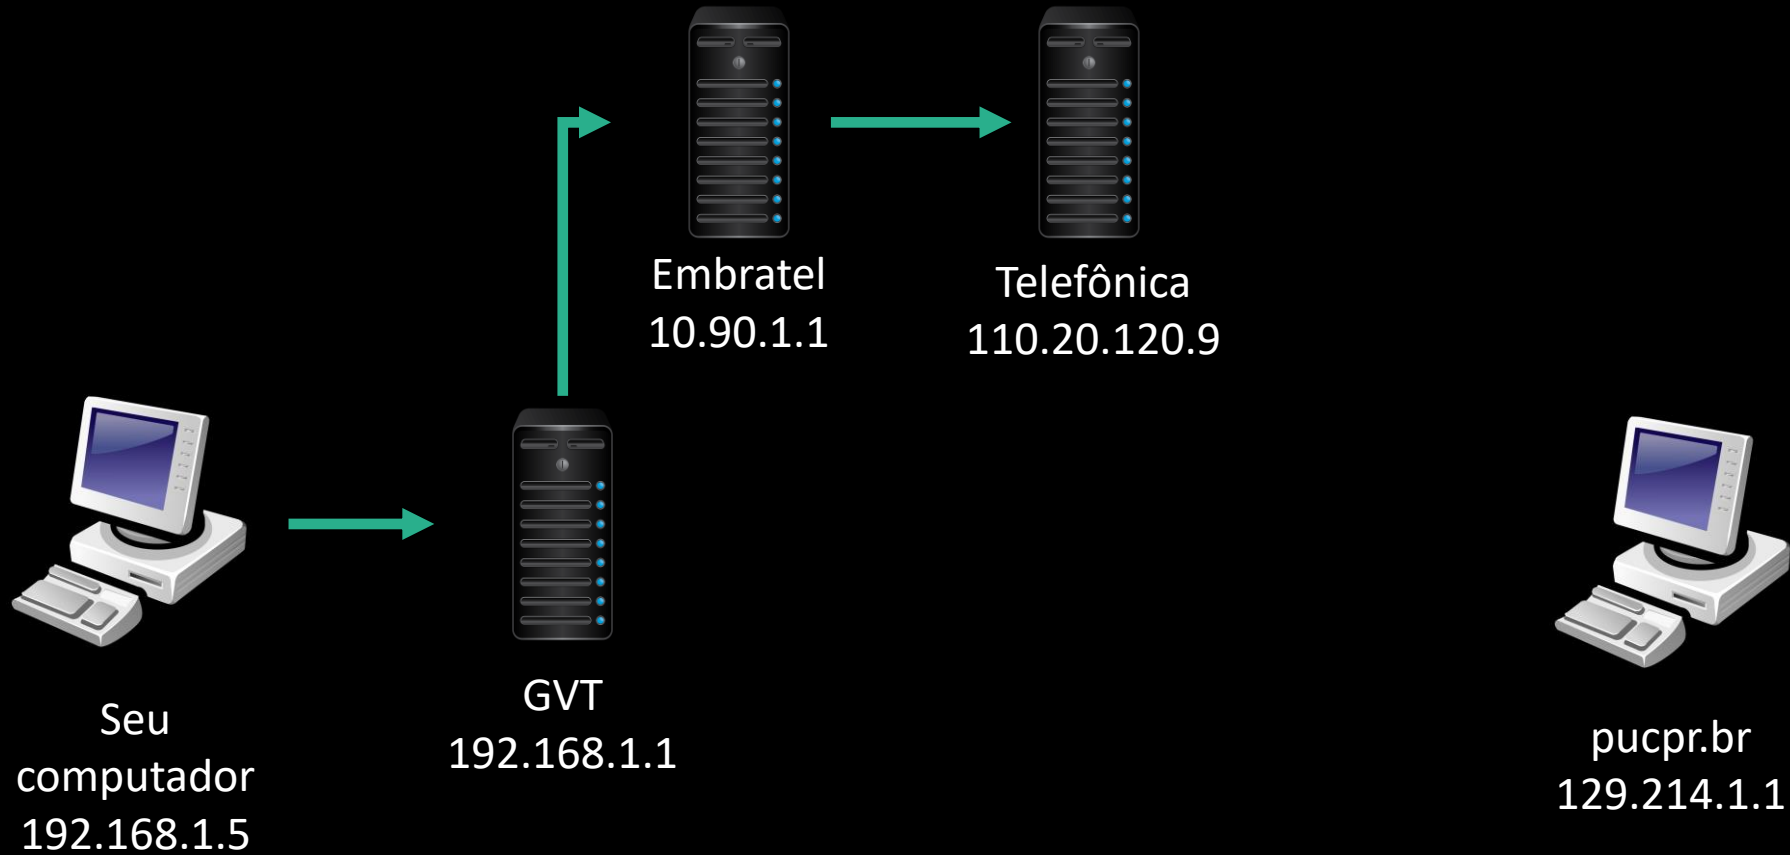 Embratel
10.90.1.1
Telefônica
110.20.120.9
Seu
computador
192.168.1.5
GVT
192.168.1.1
pucpr.br
129.214.1.1